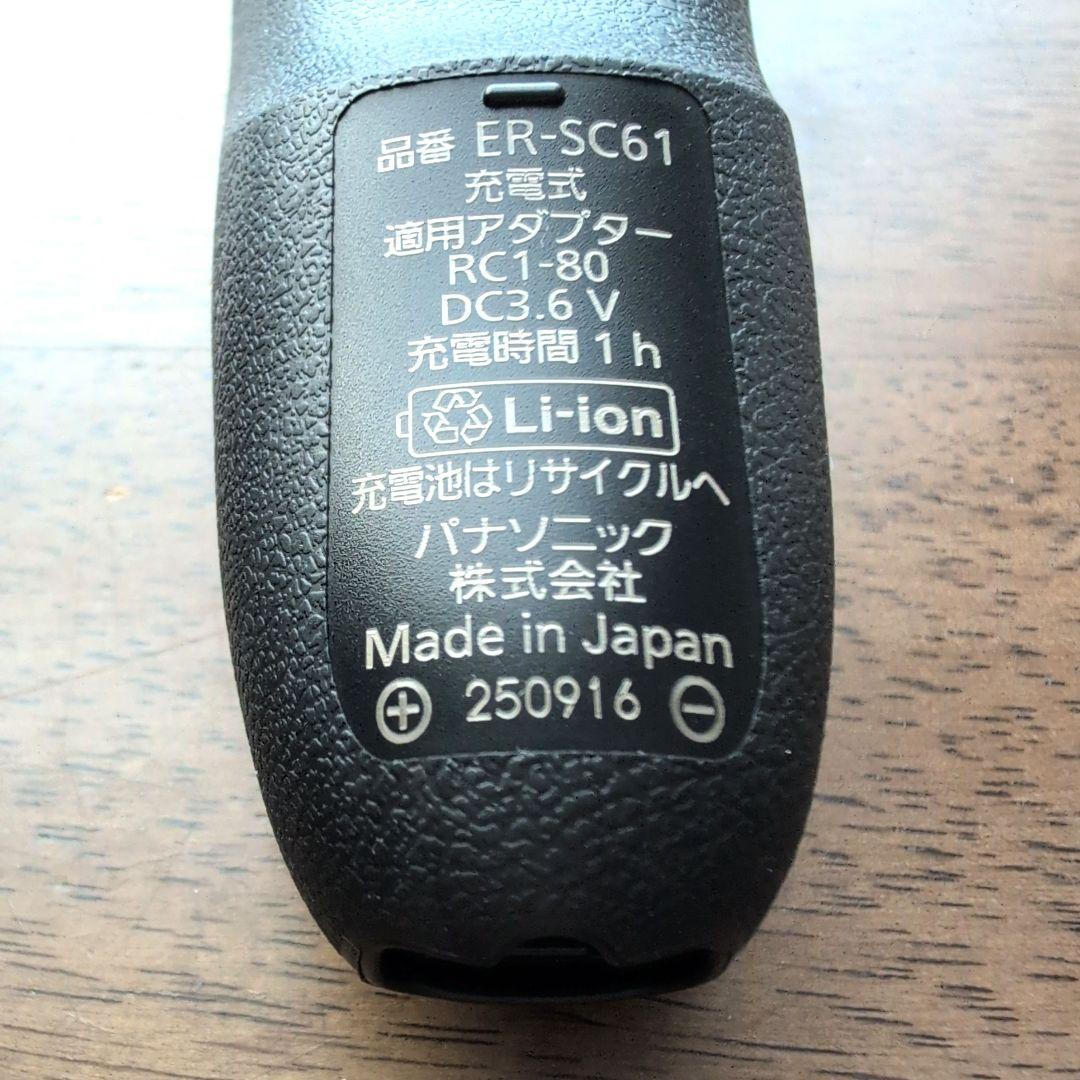 品番 ER-SC61
充電式
適用アダプター
RC1-80
DC3.6 V
充電時間 1 h
Li-ion
充電池はリサイクルへ
パナソニック
株式会社
Made in Japan
⊕ 250916 ⊖